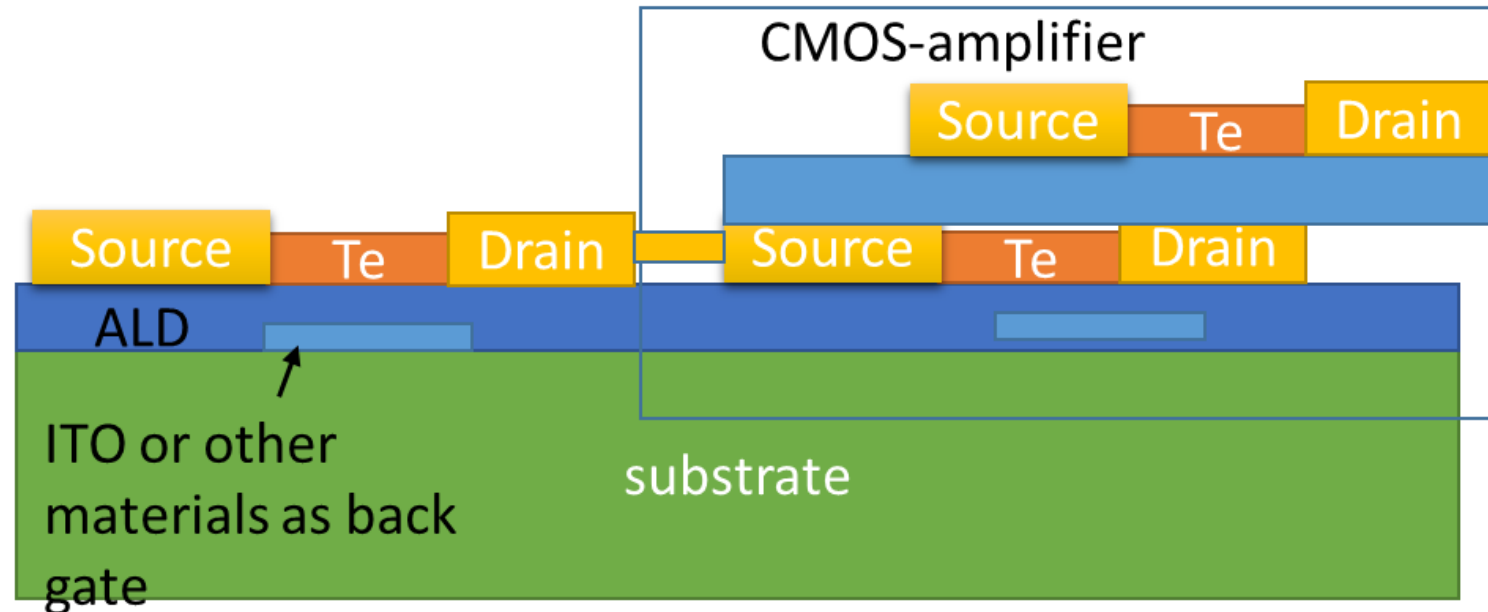 CMOS-amplifier
Source Te Drain
Source Te Drain Source Te Drain
ALD
ITO or other
materials as back
gate
substrate